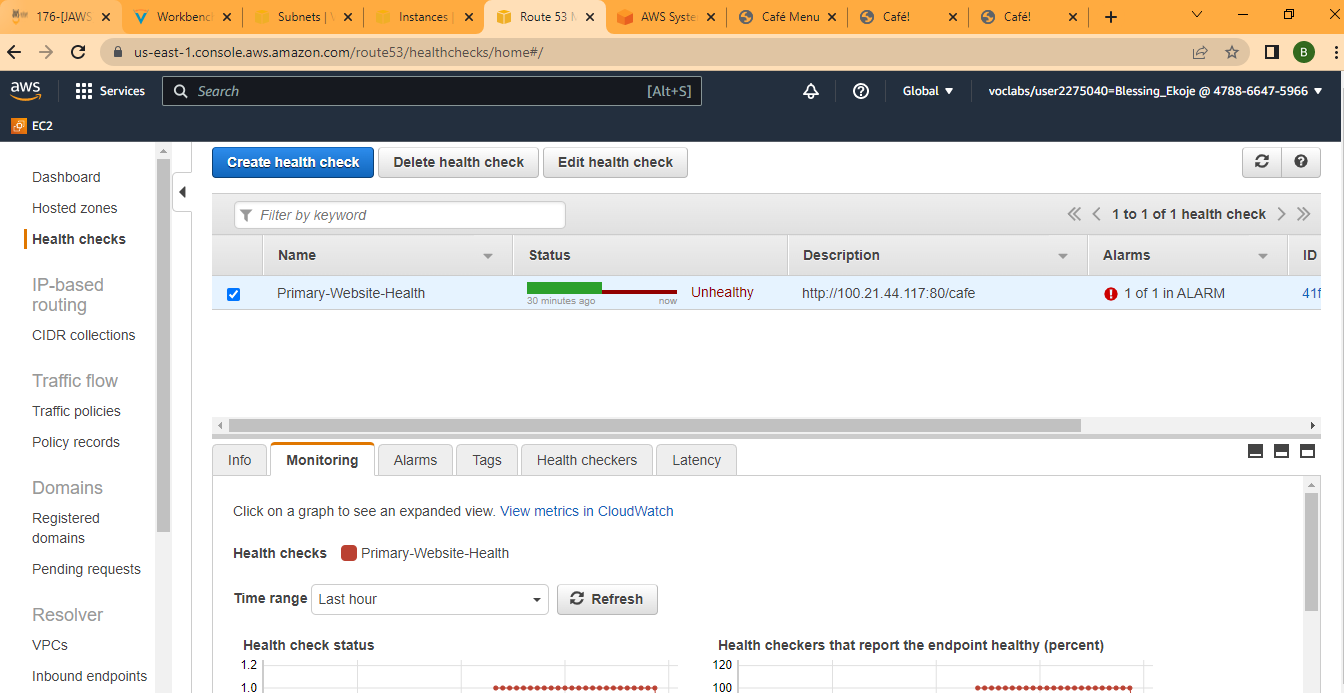 176-[JAWS
Workbenc
Subnets | V
Instances |
Route 53 M
AWS Syste
Café Menu
Café!
Café!
us-east-1.console.aws.amazon.com/route53/healthchecks/home#/
B
aws
Services
Search
[Alt+S]
Global
voclabs/user2275040=Blessing_Ekoje @ 4788-6647-5966
EC2
Dashboard
Hosted zones
Health checks
IP-based
routing
CIDR collections
Traffic flow
Traffic policies
Policy records
Domains
Registered
domains
Pending requests
Resolver
VPCs
Inbound endpoints
Create health check
Delete health check
Edit health check
Filter by keyword
1 to 1 of 1 health check
Name
Status
Description
Alarms
ID
Primary-Website-Health
30 minutes ago
now
Unhealthy
http://100.21.44.117:80/cafe
1 of 1 in ALARM
41f
Info
Monitoring
Alarms
Tags
Health checkers
Latency
Click on a graph to see an expanded view. View metrics in CloudWatch
Health checks
Primary-Website-Health
Time range
Last hour
Refresh
Health check status
1.2
1.0
Health checkers that report the endpoint healthy (percent)
120
100